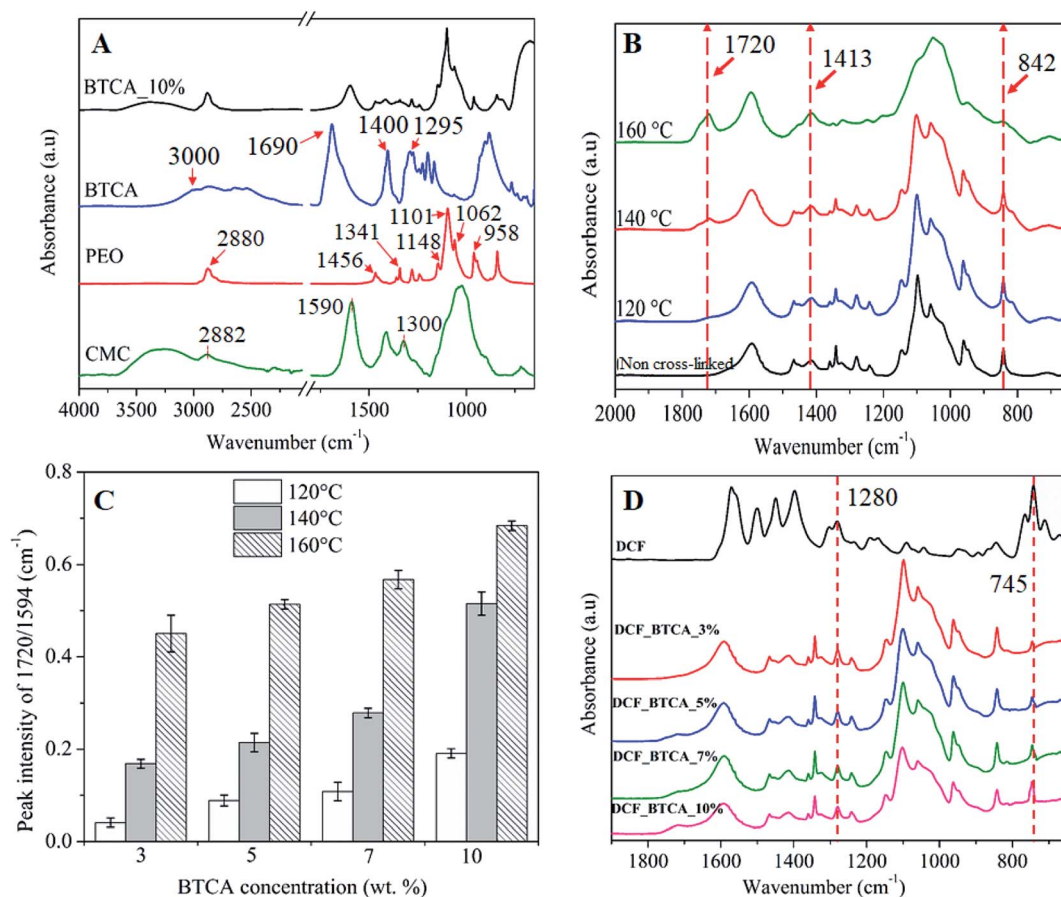 A
BTCA_10%
1690
1400
1295
3000
BTCA
1101
1062
1341
1148
958
2880
PEO
1456
1590
1300
2882
CMC
4000 3000 2500 1500 1000
Wavenumber (cm-1)
Absorbance (a.u)
B
1720
1413
842
160 °C
140 °C
120 °C
(Non cross-linked
2000 1800 1600 1400 1200 1000 800
Wavenumber (cm-1)
Absorbance (a.u)
C
120°C
140°C
160°C
0.8
0.6
0.4
0.2
0.0
3 5 7 10
BTCA concentration (wt. %)
Peak intensity of 1720/1594 (cm-1)
D
1280
DCF
745
DCF_BTCA_3%
DCF_BTCA_5%
DCF_BTCA_7%
DCF_BTCA_10%
1800 1600 1400 1200 1000 800
Wavenumber (cm-1)
Absorbance (a.u)